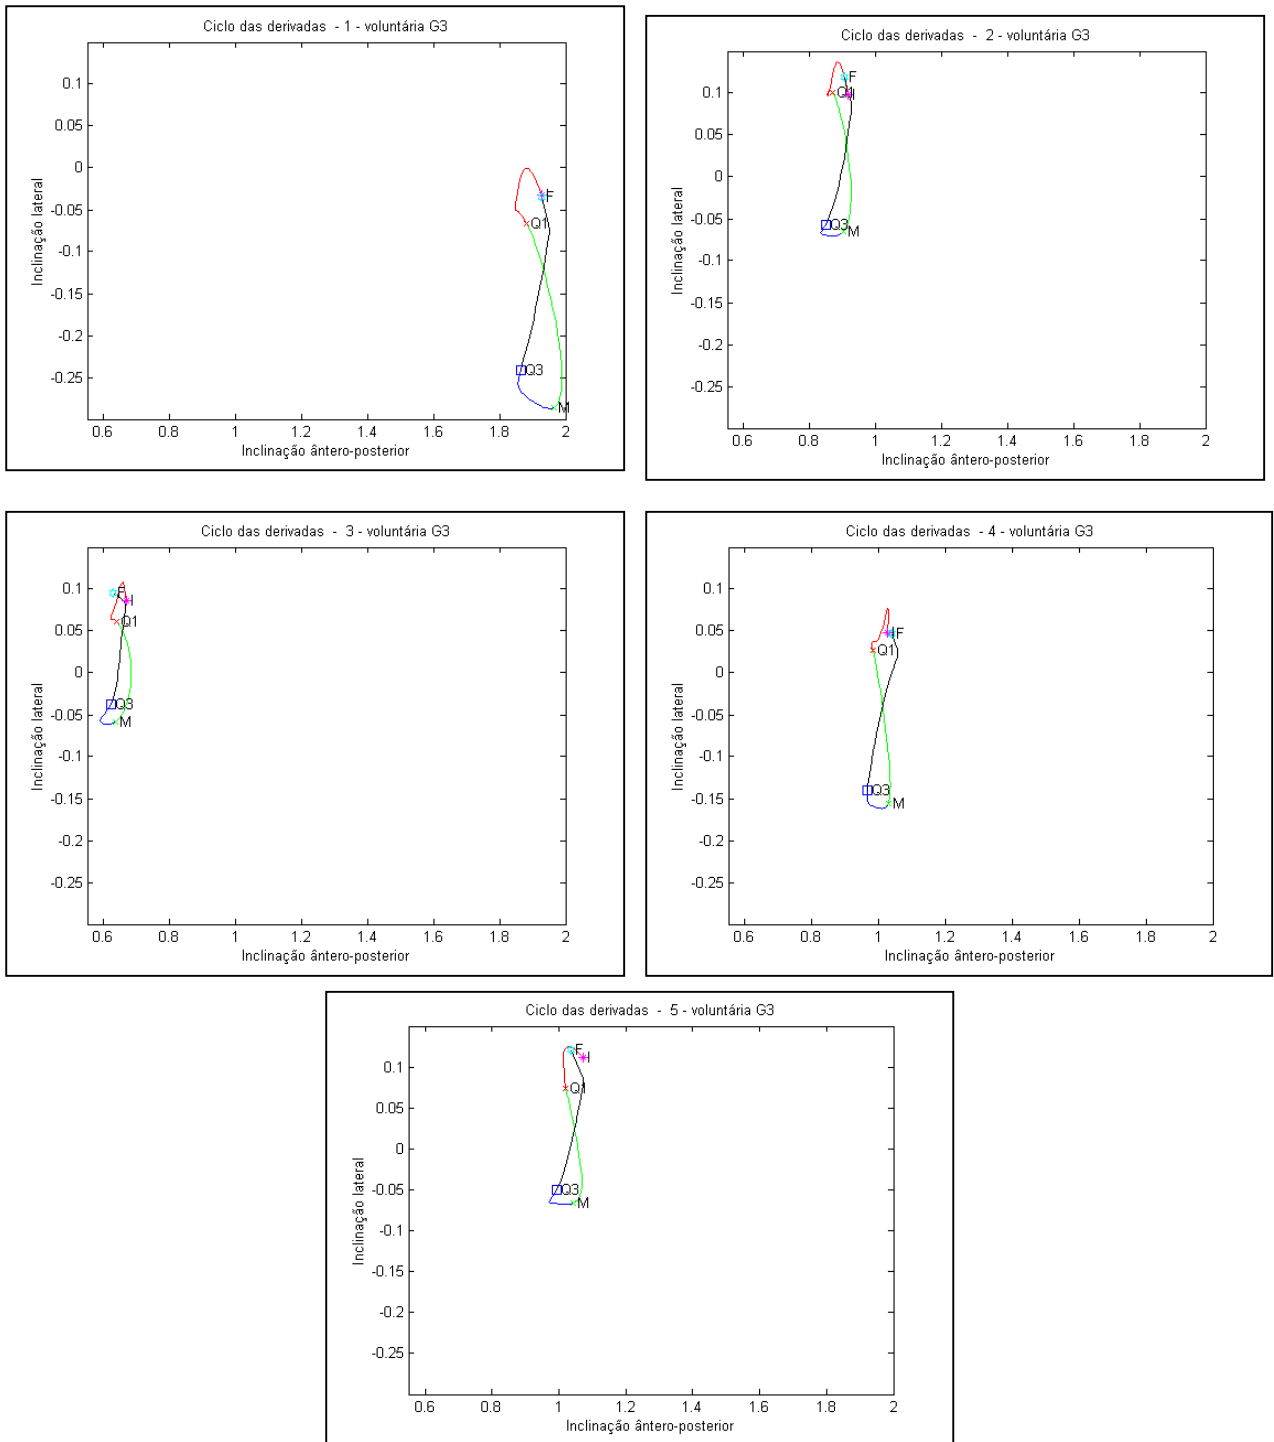 Ciclo das derivadas - 1 - voluntária G3
0.1
0.05
0
-0.05
-0.1
-0.15
-0.2
-0.25
Inclinação lateral
F
Q1
Q3
M
0.6 0.8 1 1.2 1.4 1.6 1.8 2
Inclinação ântero-posterior
Ciclo das derivadas - 2 - voluntária G3
0.1
0.05
0
-0.05
-0.1
-0.15
-0.2
-0.25
Inclinação lateral
F
Q1 I
Q3 M
0.6 0.8 1 1.2 1.4 1.6 1.8 2
Inclinação ântero-posterior
Ciclo das derivadas - 3 - voluntária G3
0.1
0.05
0
-0.05
-0.1
-0.15
-0.2
-0.25
Inclinação lateral
F
I
Q1
Q3
M
0.6 0.8 1 1.2 1.4 1.6 1.8 2
Inclinação ântero-posterior
Ciclo das derivadas - 4 - voluntária G3
0.1
0.05
0
-0.05
-0.1
-0.15
-0.2
-0.25
Inclinação lateral
I F
Q1
Q3
M
0.6 0.8 1 1.2 1.4 1.6 1.8 2
Inclinação ântero-posterior
Ciclo das derivadas - 5 - voluntária G3
0.1
0.05
0
-0.05
-0.1
-0.15
-0.2
-0.25
Inclinação lateral
F
I
Q1
Q3
M
0.6 0.8 1 1.2 1.4 1.6 1.8 2
Inclinação ântero-posterior